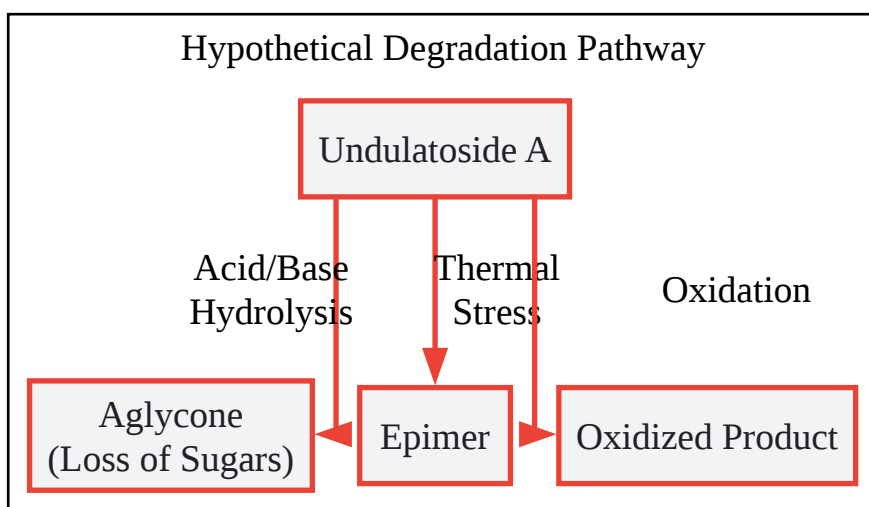 Hypothetical Degradation Pathway
Undulatoside A
Acid/Base
Hydrolysis
Thermal
Stress
Oxidation
Aglycone
(Loss of Sugars)
Epimer
Oxidized Product